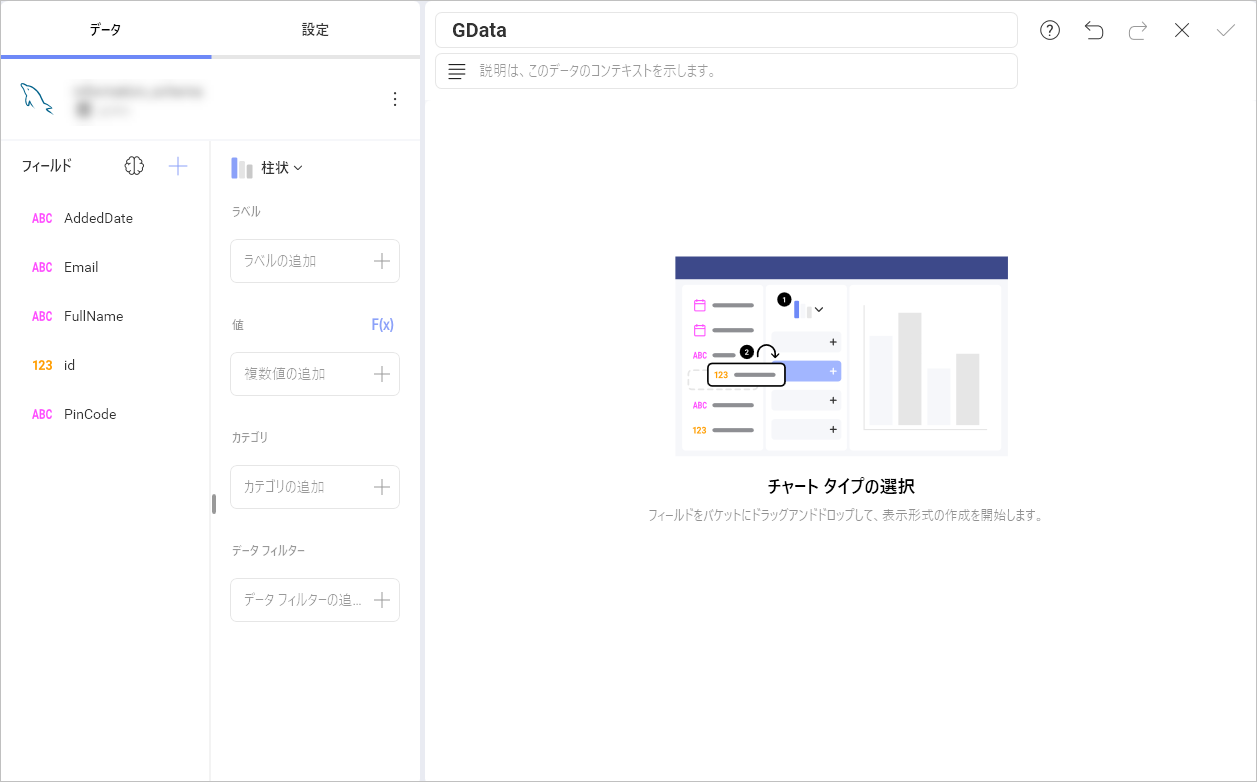 データ
設定
フィールド
ABC AddedDate
ABC Email
ABC FullName
123 id
ABC PinCode
柱状
ラベル
ラベルの追加
値
F(x)
複数値の追加
カテゴリ
カテゴリの追加
データ フィルター
データ フィルターの追...
GData
説明は、このデータのコンテキストを示します。
1
ABC
2
123
ABC
123
チャート タイプの選択
フィールドをバケットにドラッグアンドドロップして、表示形式の作成を開始します。